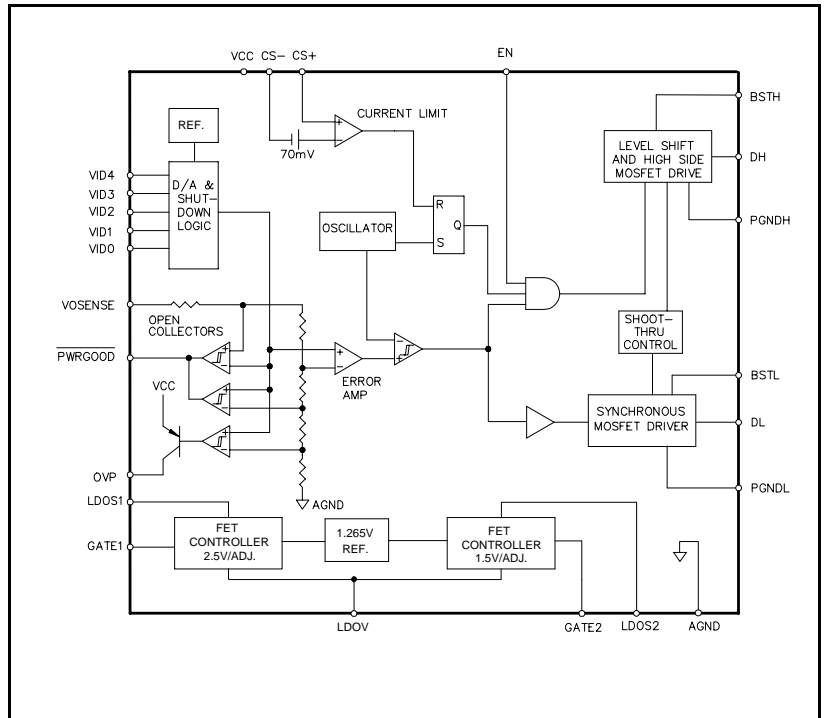 VCC CS− CS+
EN
BSTH
REF.
CURRENT LIMIT
70mV
LEVEL SHIFT
AND HIGH SIDE
MOSFET DRIVE
DH
PGNDH
VID4
VID3
VID2
VID1
VID0
D/A &
SHUT-
DOWN
LOGIC
OSCILLATOR
R
Q
S
VOSENSE
OPEN
COLLECTORS
PWRGOOD
VCC
OVP
+
−
ERROR
AMP
SHOOT-
THRU
CONTROL
BSTL
SYNCHRONOUS
MOSFET DRIVER
DL
PGNDL
AGND
LDOS1
GATE1
FET
CONTROLLER
2.5V/ADJ.
1.265V
REF.
FET
CONTROLLER
1.5V/ADJ.
LDOV
GATE2
LDOS2
AGND